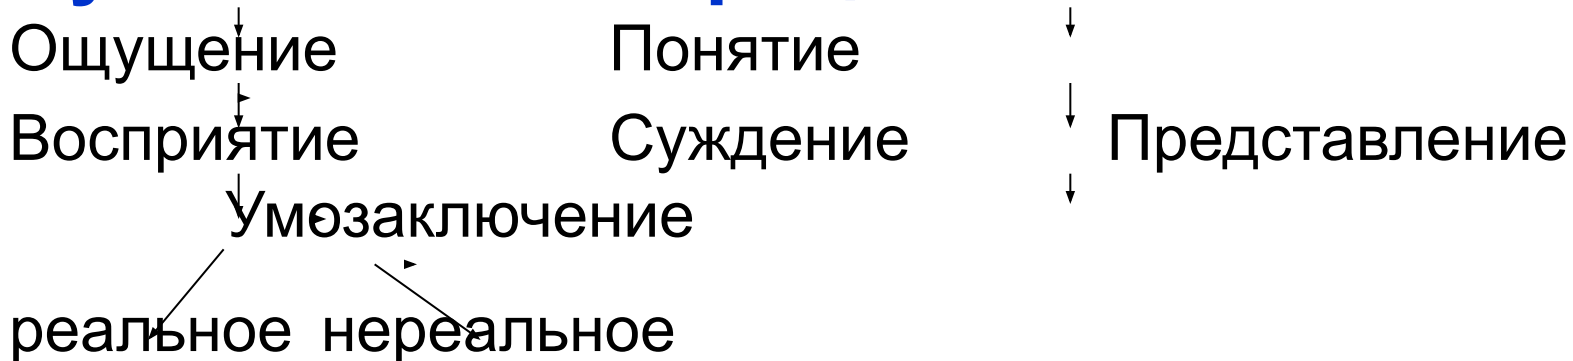 Ощущение Понятие
Восприятие Суждение Представление
Умозаключение
реальное нереальное